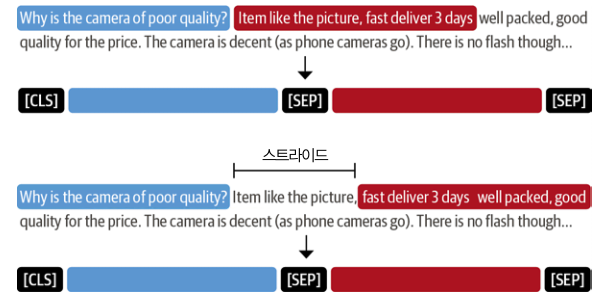 Why is the camera of poor quality? Item like the picture, fast deliver 3 days well packed, good
quality for the price. The camera is decent (as phone cameras go). There is no flash though...
[CLS] [SEP] [SEP]
스트라이드
Why is the camera of poor quality? Item like the picture, fast deliver 3 days well packed, good
quality for the price. The camera is decent (as phone cameras go). There is no flash though...
[CLS] [SEP] [SEP]